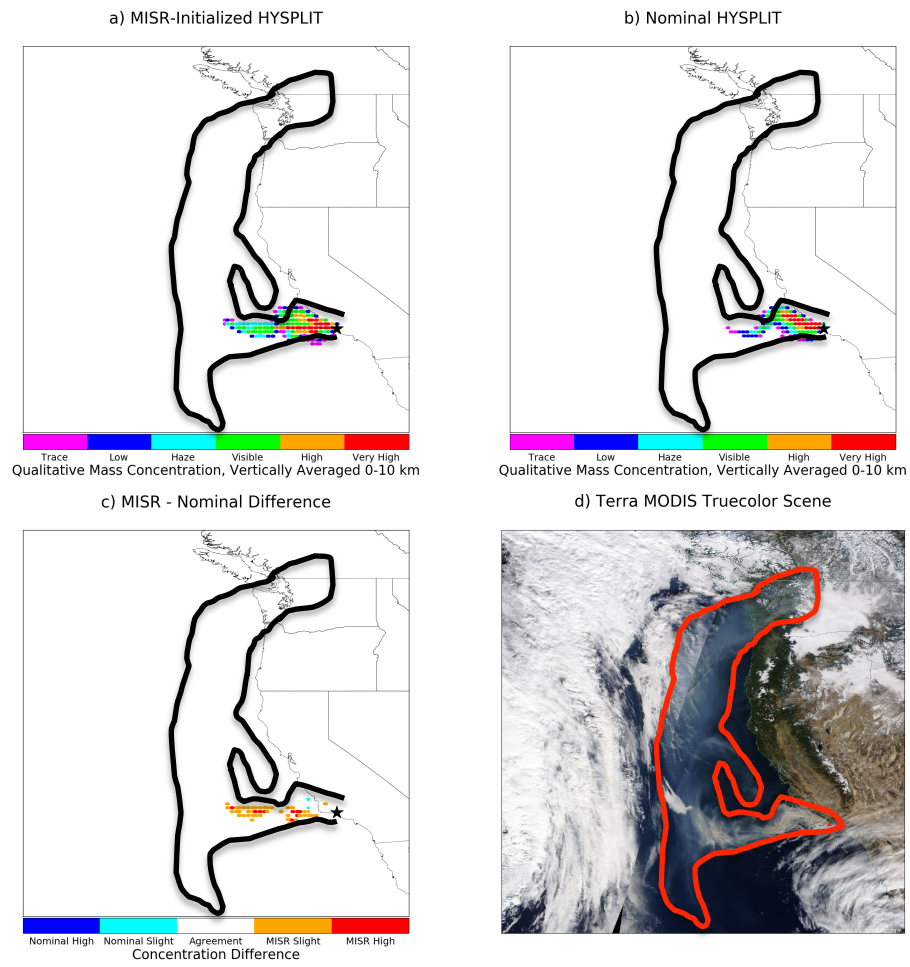 a) MISR-Initialized HYSPLIT
b) Nominal HYSPLIT
Trace Low Haze Visible High Very High
Qualitative Mass Concentration, Vertically Averaged 0-10 km
Trace Low Haze Visible High Very High
Qualitative Mass Concentration, Vertically Averaged 0-10 km
c) MISR - Nominal Difference
d) Terra MODIS Truecolor Scene
Nominal High Nominal Slight Agreement MISR Slight MISR High
Concentration Difference